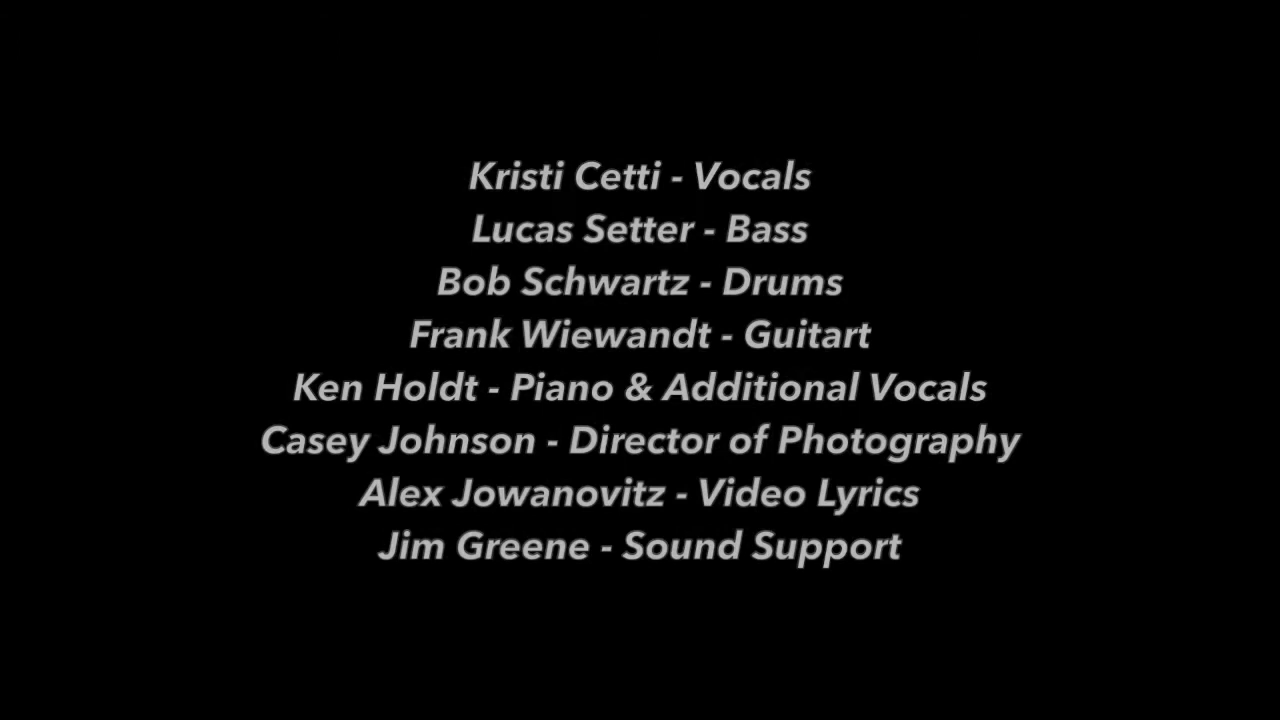 Kristi Cetti - Vocals
Lucas Setter - Bass
Bob Schwartz - Drums
Frank Wiewandt - Guitart
Ken Holdt - Piano & Additional Vocals
Casey Johnson - Director of Photography
Alex Jowanovitz - Video Lyrics
Jim Greene - Sound Support